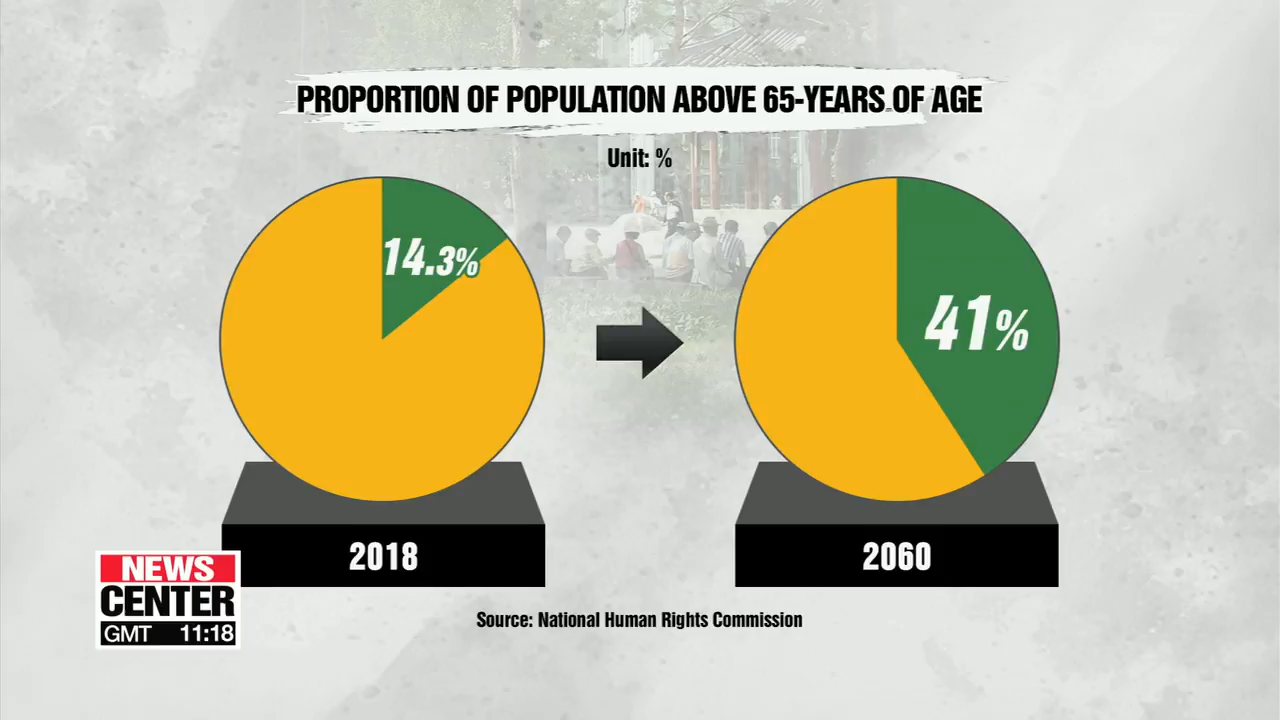 PROPORTION OF POPULATION ABOVE 65-YEARS OF AGE
Unit: %
14.3%
41%
2018
2060
Source: National Human Rights Commission
NEWS
CENTER
GMT 11:18